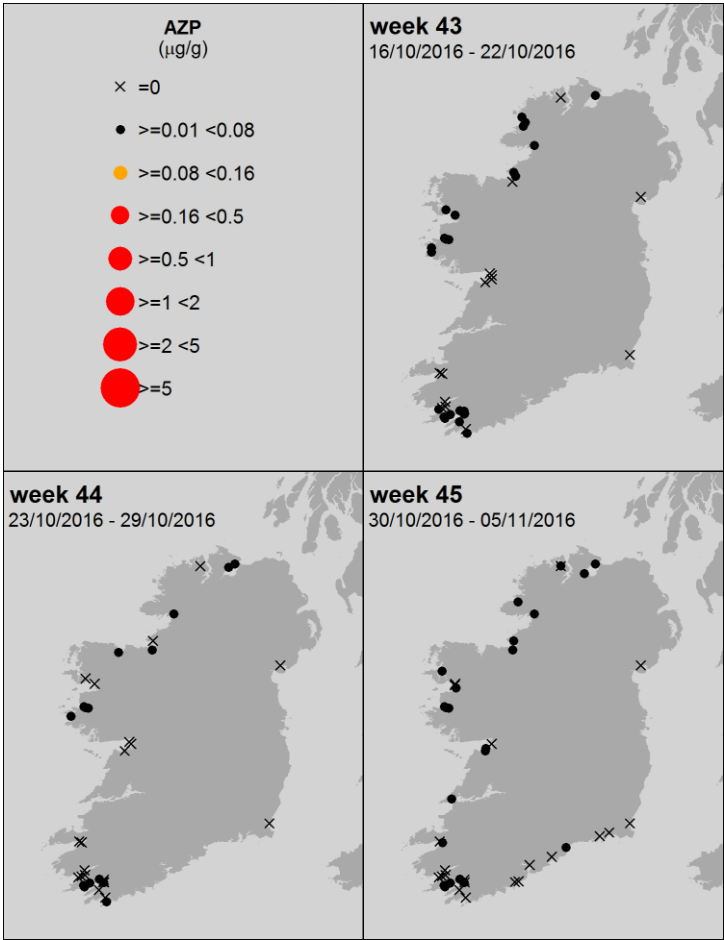 AZP
(µg/g)
=0
>=0.01 <0.08
>=0.08 <0.16
>=0.16 <0.5
>=0.5 <1
>=1 <2
>=2 <5
>=5
week 43
16/10/2016 - 22/10/2016
week 44
23/10/2016 - 29/10/2016
week 45
30/10/2016 - 05/11/2016